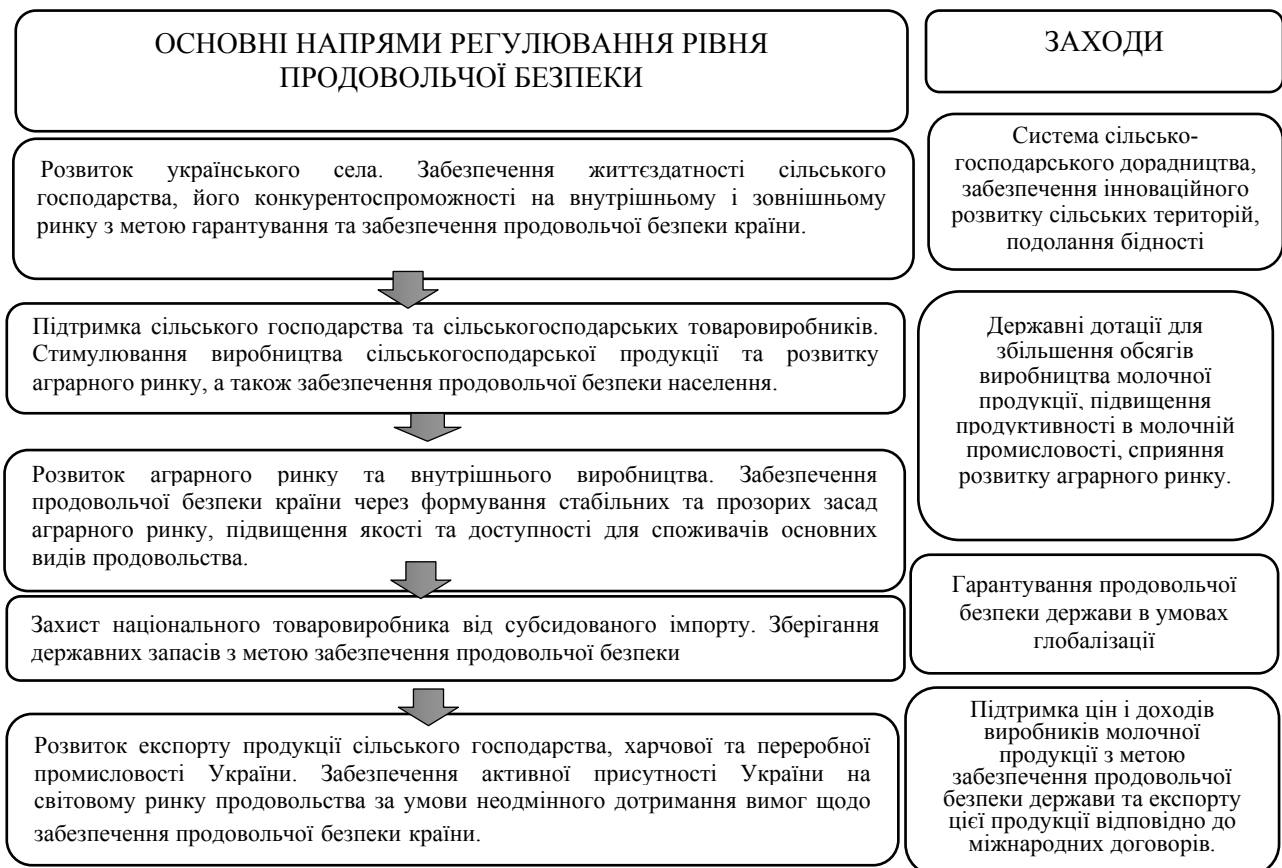 ОСНОВНІ НАПРЯМИ РЕГУЛЮВАННЯ РІВНЯ
ПРОДОВОЛЬЧОЇ БЕЗПЕКИ
ЗАХОДИ
Розвиток українського села. Забезпечення життєздатності сільського
господарства, його конкурентоспроможності на внутрішньому і зовнішньому
ринку з метою гарантування та забезпечення продовольчої безпеки країни.
Система сільсько-
господарського дорадництва,
забезпечення інноваційного
розвитку сільських територій,
подолання бідності
Підтримка сільського господарства та сільськогосподарських товаровиробників.
Стимулювання виробництва сільськогосподарської продукції та розвитку
аграрного ринку, а також забезпечення продовольчої безпеки населення.
Державні дотації для
збільшення обсягів
виробництва молочної
продукції, підвищення
продуктивності в молочній
промисловості, сприяння
розвитку аграрного ринку.
Розвиток аграрного ринку та внутрішнього виробництва. Забезпечення
продовольчої безпеки країни через формування стабільних та прозорих засад
аграрного ринку, підвищення якості та доступності для споживачів основних
видів продовольства.
Захист національного товаровиробника від субсидованого імпорту. Зберігання
державних запасів з метою забезпечення продовольчої безпеки
Гарантування продовольчої
безпеки держави в умовах
глобалізації
Розвиток експорту продукції сільського господарства, харчової та переробної
промисловості України. Забезпечення активної присутності України на
світовому ринку продовольства за умови неодмінного дотримання вимог щодо
забезпечення продовольчої безпеки країни.
Підтримка цін і доходів
виробників молочної
продукції з метою
забезпечення продовольчої
безпеки держави та експорту
цієї продукції відповідно до
міжнародних договорів.